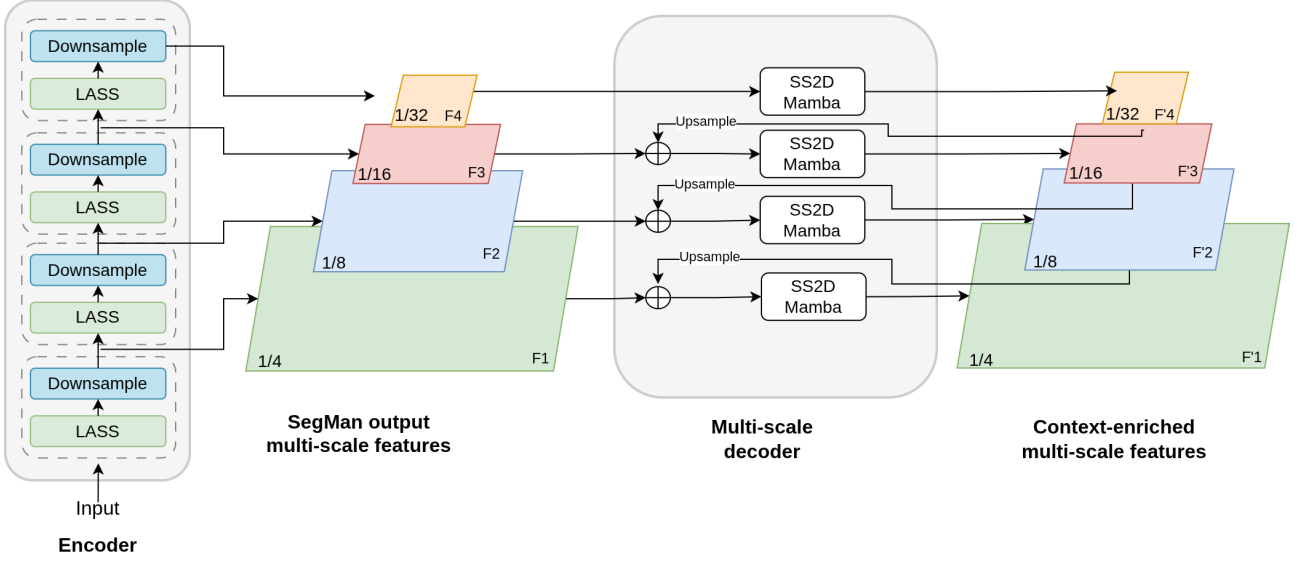 Downsample
LASS
Downsample
LASS
Downsample
LASS
Downsample
LASS
Input
Encoder
1/32 F4
1/16 F3
1/8 F2
1/4 F1
SegMan output
multi-scale features
SS2D
Mamba
Upsample
SS2D
Mamba
Upsample
SS2D
Mamba
Upsample
SS2D
Mamba
Multi-scale
decoder
1/32 F'4
1/16 F'3
1/8 F'2
1/4 F'1
Context-enriched
multi-scale features